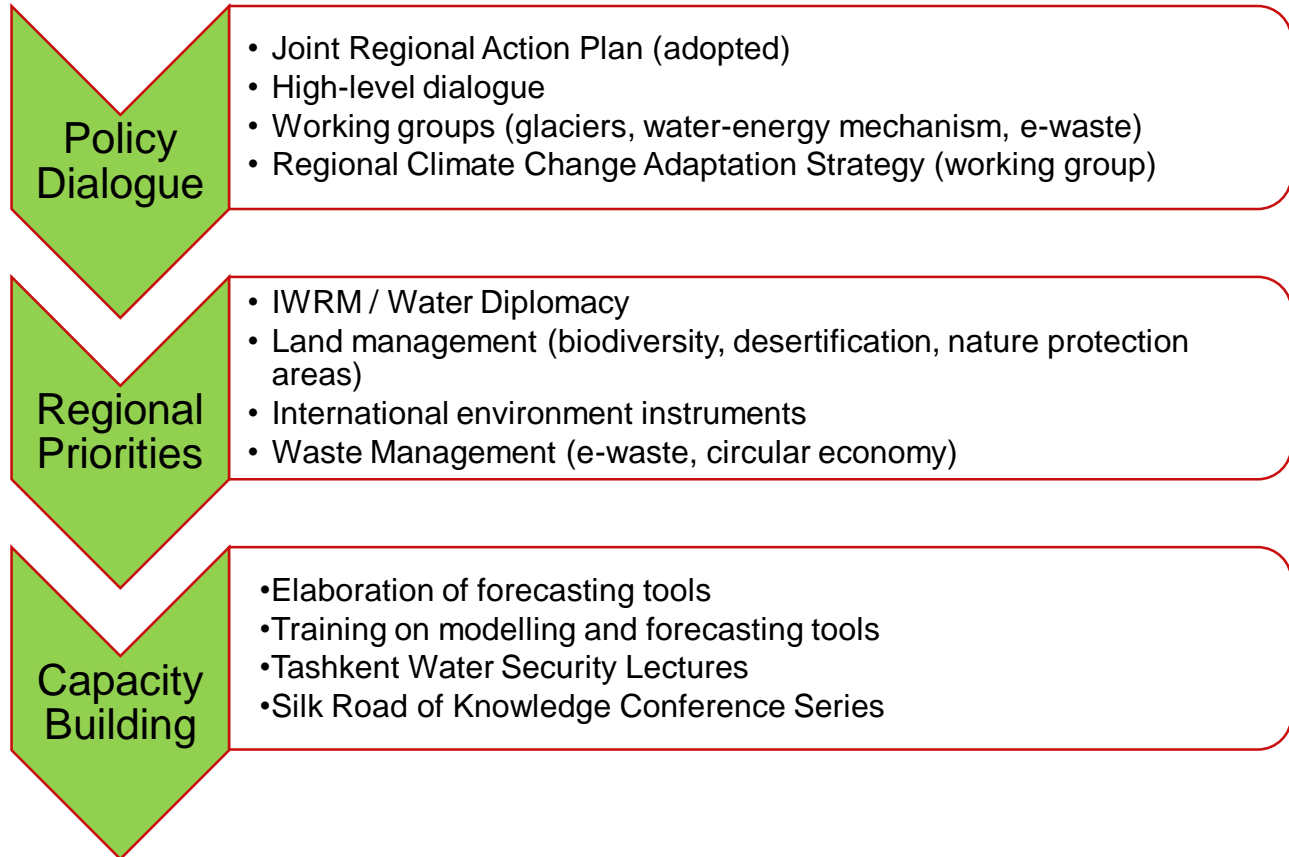 Policy
Dialogue
• Joint Regional Action Plan (adopted)
• High-level dialogue
• Working groups (glaciers, water-energy mechanism, e-waste)
• Regional Climate Change Adaptation Strategy (working group)
Regional
Priorities
• IWRM / Water Diplomacy
• Land management (biodiversity, desertification, nature protection
areas)
• International environment instruments
• Waste Management (e-waste, circular economy)
Capacity
Building
•Elaboration of forecasting tools
•Training on modelling and forecasting tools
•Tashkent Water Security Lectures
•Silk Road of Knowledge Conference Series